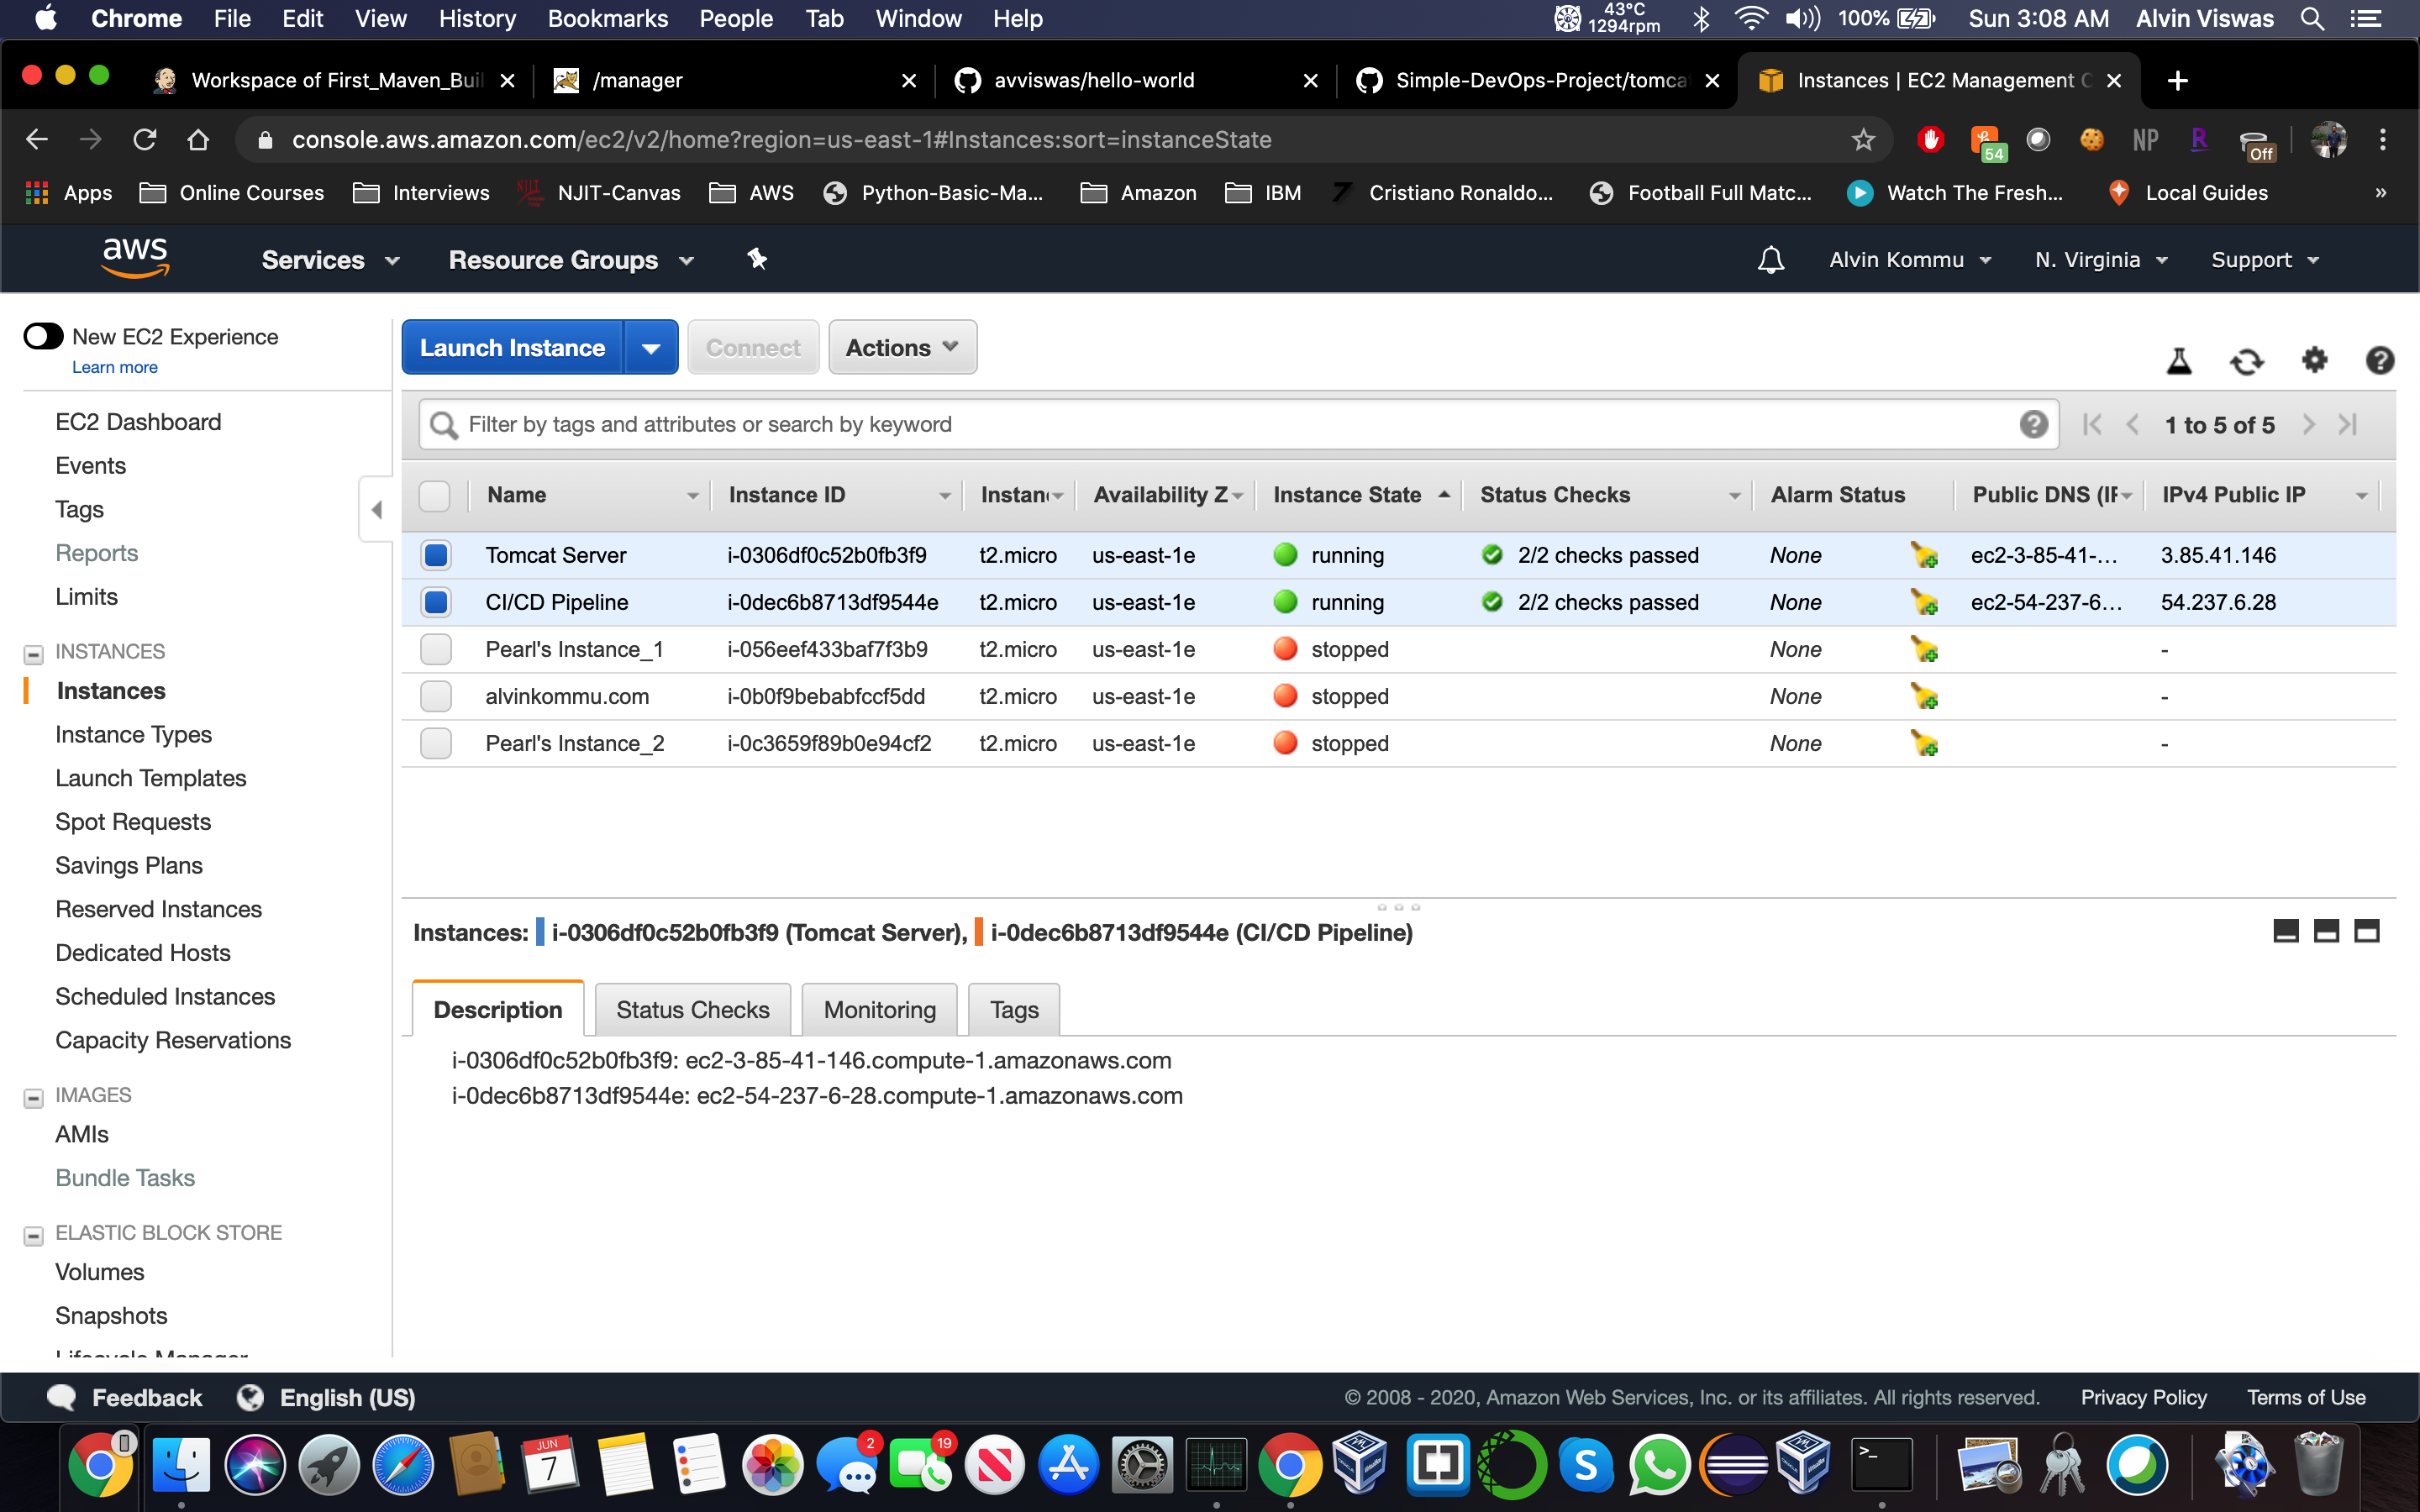 Chrome File Edit View History Bookmarks People Tab Window Help 43°C 1294rpm 100% Sun 3:08 AM Alvin Viswas
Workspace of First_Maven_Buil /manager avviswas/hello-world Simple-DevOps-Project/tomca Instances | EC2 Management C
console.aws.amazon.com/ec2/v2/home?region=us-east-1#Instances:sort=instanceState 54 NP R Off
Apps Online Courses Interviews NJIT NJIT-Canvas AWS Python-Basic-Ma... Amazon IBM Cristiano Ronaldo... Football Full Matc... Watch The Fresh... Local Guides »
aws Services Resource Groups Alvin Kommu N. Virginia Support
New EC2 Experience
Learn more
Launch Instance Connect Actions
EC2 Dashboard
Events
Tags
Reports
Limits
INSTANCES
Instances
Instance Types
Launch Templates
Spot Requests
Savings Plans
Reserved Instances
Dedicated Hosts
Scheduled Instances
Capacity Reservations
IMAGES
AMIs
Bundle Tasks
ELASTIC BLOCK STORE
Volumes
Snapshots
Lifecycle Manager
Filter by tags and attributes or search by keyword 1 to 5 of 5
Name Instance ID Instan Availability Z Instance State Status Checks Alarm Status Public DNS (IP IPv4 Public IP
Tomcat Server i-0306df0c52b0fb3f9 t2.micro us-east-1e running 2/2 checks passed None ec2-3-85-41-... 3.85.41.146
CI/CD Pipeline i-0dec6b8713df9544e t2.micro us-east-1e running 2/2 checks passed None ec2-54-237-6... 54.237.6.28
Pearl's Instance_1 i-056eef433baf7f3b9 t2.micro us-east-1e stopped None -
alvinkommu.com i-0b0f9bebabfccf5dd t2.micro us-east-1e stopped None -
Pearl's Instance_2 i-0c3659f89b0e94cf2 t2.micro us-east-1e stopped None -
Instances: i-0306df0c52b0fb3f9 (Tomcat Server), i-0dec6b8713df9544e (CI/CD Pipeline)
Description Status Checks Monitoring Tags
i-0306df0c52b0fb3f9: ec2-3-85-41-146.compute-1.amazonaws.com
i-0dec6b8713df9544e: ec2-54-237-6-28.compute-1.amazonaws.com
Feedback English (US) © 2008 - 2020, Amazon Web Services, Inc. or its affiliates. All rights reserved. Privacy Policy Terms of Use
JUN 7 2 19